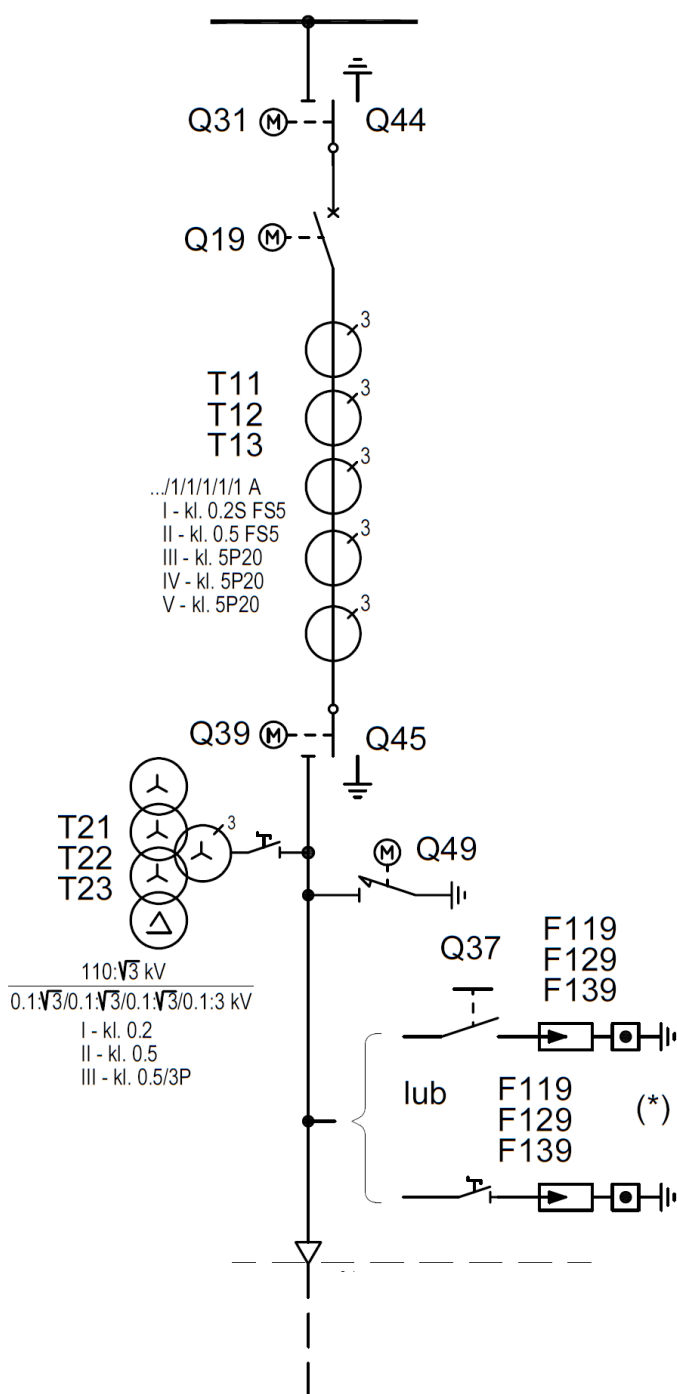 Q31 M Q44
Q19 M
3
3
3
3
3
T11
T12
T13
.../1/1/1/1/1 A
I - kl. 0.2S FS5
II - kl. 0.5 FS5
III - kl. 5P20
IV - kl. 5P20
V - kl. 5P20
Q39 M Q45
T21
T22
T23
3
M Q49
110:√3 kV
0.1:√3/0.1:√3/0.1:√3/0.1:3 kV
I - kl. 0.2
II - kl. 0.5
III - kl. 0.5/3P
Q37
F119
F129
F139
lub
F119
F129
F139
(*)